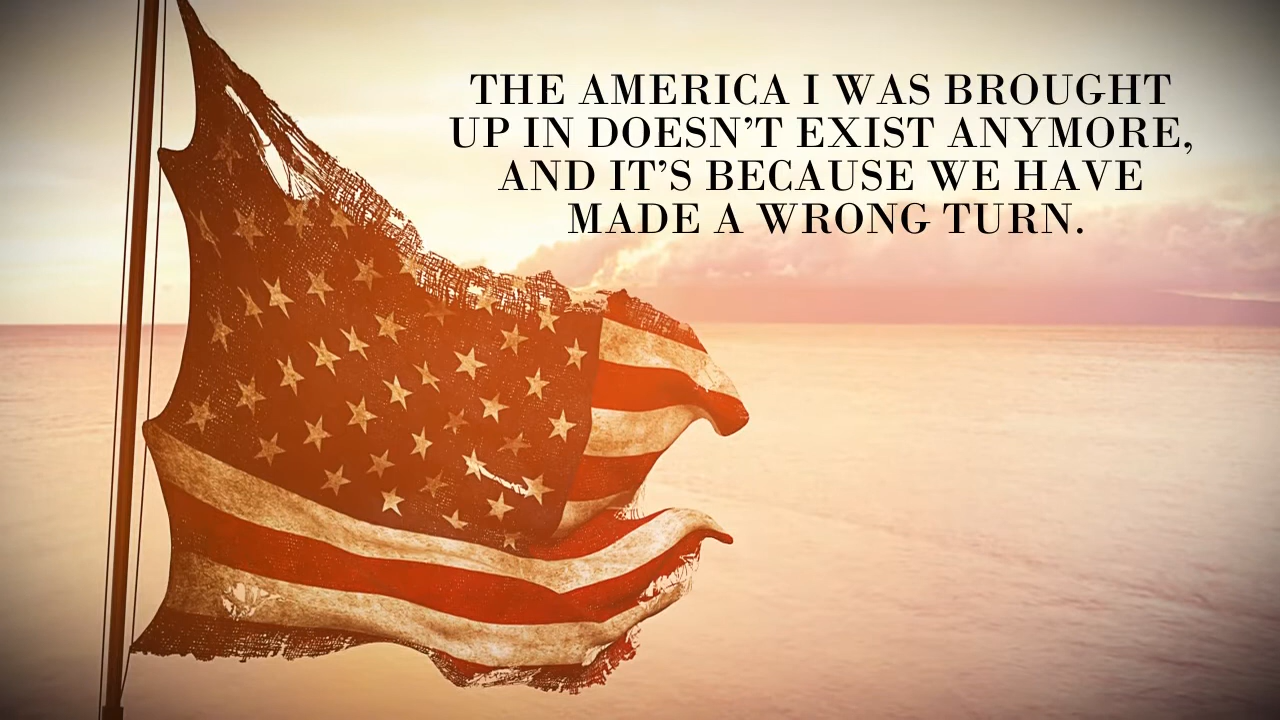 THE AMERICA I WAS BROUGHT
UP IN DOESN’T EXIST ANYMORE,
AND IT’S BECAUSE WE HAVE
MADE A WRONG TURN.